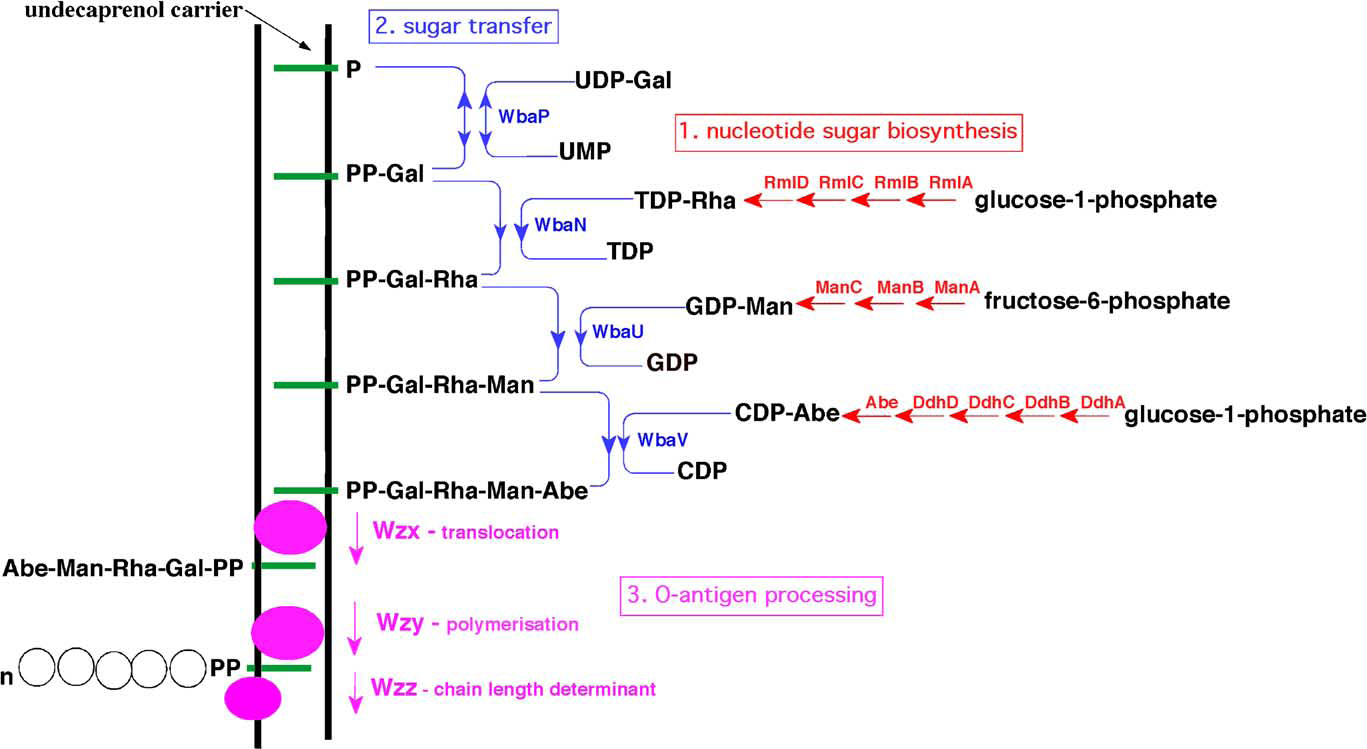 undecaprenol carrier
2. sugar transfer
P
UDP-Gal
WbaP
1. nucleotide sugar biosynthesis
UMP
PP-Gal
RmlD RmlC RmlB RmlA
TDP-Rha
glucose-1-phosphate
WbaN
TDP
PP-Gal-Rha
ManC ManB ManA
GDP-Man
fructose-6-phosphate
WbaU
GDP
PP-Gal-Rha-Man
Abe DdhD DdhC DdhB DdhA
CDP-Abe
glucose-1-phosphate
WbaV
CDP
PP-Gal-Rha-Man-Abe
Wzx - translocation
Abe-Man-Rha-Gal-PP
3. O-antigen processing
Wzy - polymerisation
n
PP
Wzz - chain length determinant